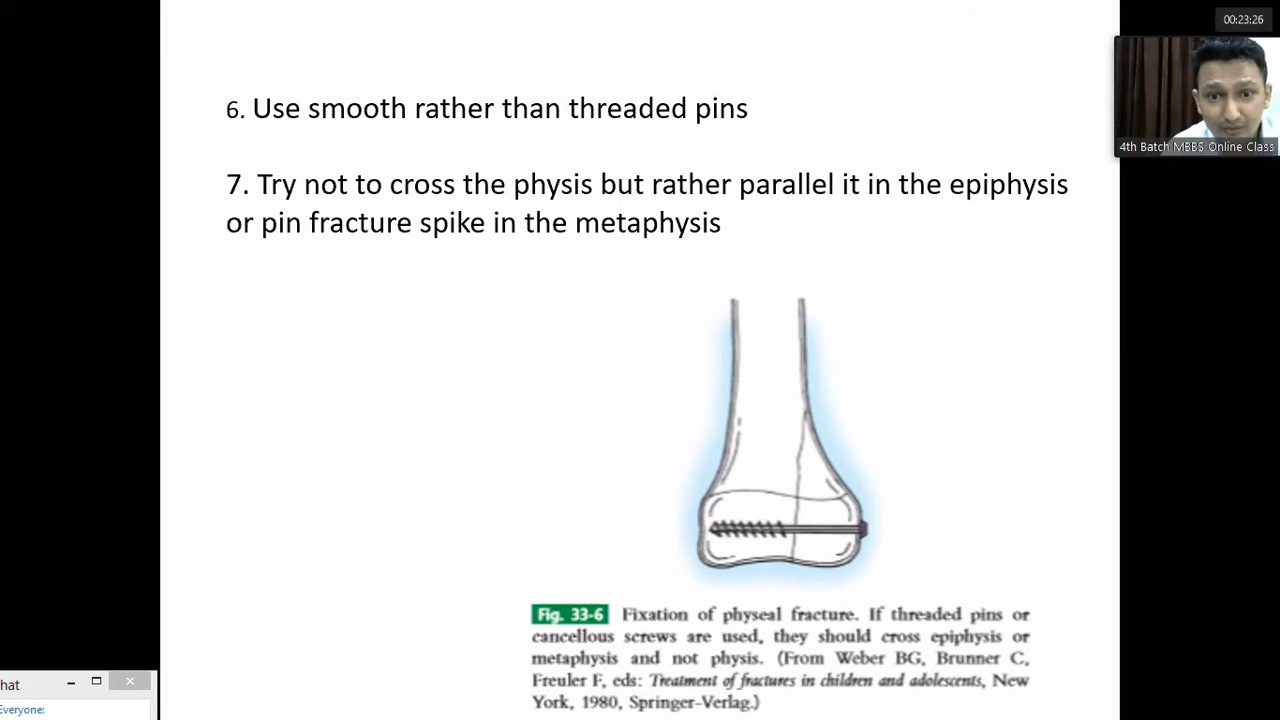 00:23:26
4th Batch MBBS Online Class
6. Use smooth rather than threaded pins
7. Try not to cross the physis but rather parallel it in the epiphysis
or pin fracture spike in the metaphysis
Fig. 33-6 Fixation of physeal fracture. If threaded pins or
cancellous screws are used, they should cross epiphysis or
metaphysis and not physis. (From Weber BG, Brunner C,
Freuler F, eds: Treatment of fractures in children and adolescents, New
York, 1980, Springer-Verlag.)
hat
Everyone: